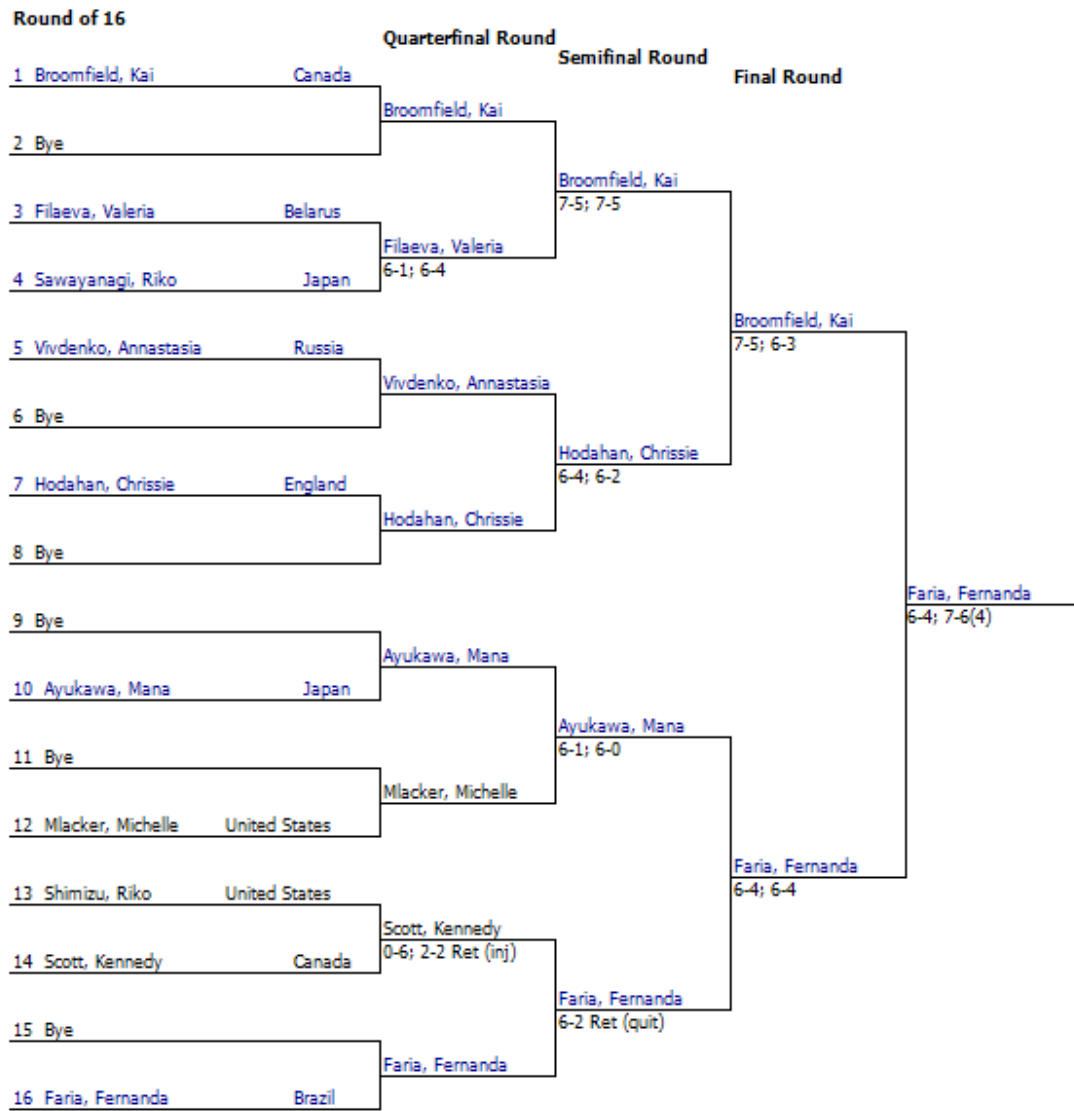 Round of 16
Quarterfinal Round
Semifinal Round
Final Round
1 Broomfield, Kai Canada
Broomfield, Kai
2 Bye
Broomfield, Kai
7-5; 7-5
3 Filaeva, Valeria Belarus
Filaeva, Valeria
6-1; 6-4
4 Sawayanagi, Riko Japan
Broomfield, Kai
7-5; 6-3
5 Vivdenko, Annastasia Russia
Vivdenko, Annastasia
6 Bye
Hodahan, Chrissie
6-4; 6-2
7 Hodahan, Chrissie England
Hodahan, Chrissie
8 Bye
Faria, Fernanda
6-4; 7-6(4)
9 Bye
Ayukawa, Mana
10 Ayukawa, Mana Japan
Ayukawa, Mana
6-1; 6-0
11 Bye
Mlacker, Michelle
12 Mlacker, Michelle United States
Faria, Fernanda
6-4; 6-4
13 Shimizu, Riko United States
Scott, Kennedy
0-6; 2-2 Ret (inj)
14 Scott, Kennedy Canada
Faria, Fernanda
6-2 Ret (quit)
15 Bye
Faria, Fernanda
16 Faria, Fernanda Brazil